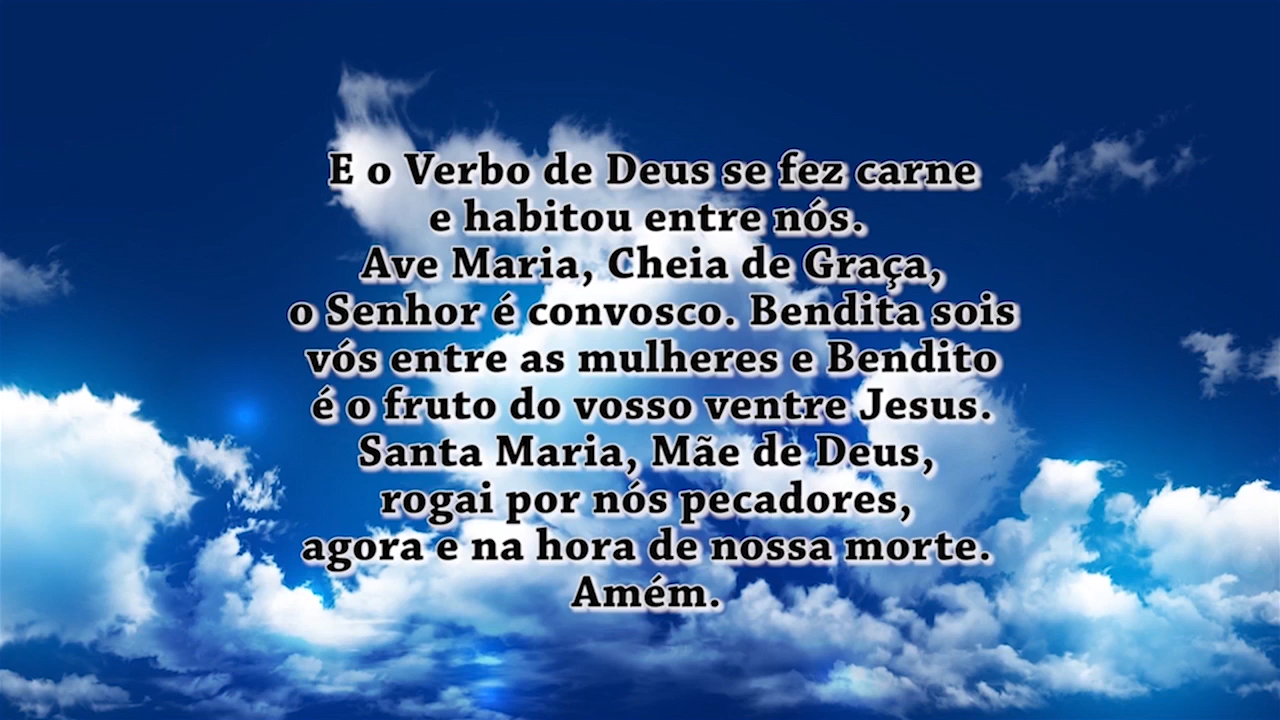 E o Verbo de Deus se fez carne
e habitou entre nós.
Ave Maria, Cheia de Graça,
o Senhor é convosco. Bendita sois
vós entre as mulheres e Bendito
é o fruto do vosso ventre Jesus.
Santa Maria, Mãe de Deus,
rogai por nós pecadores,
agora e na hora de nossa morte.
Amém.